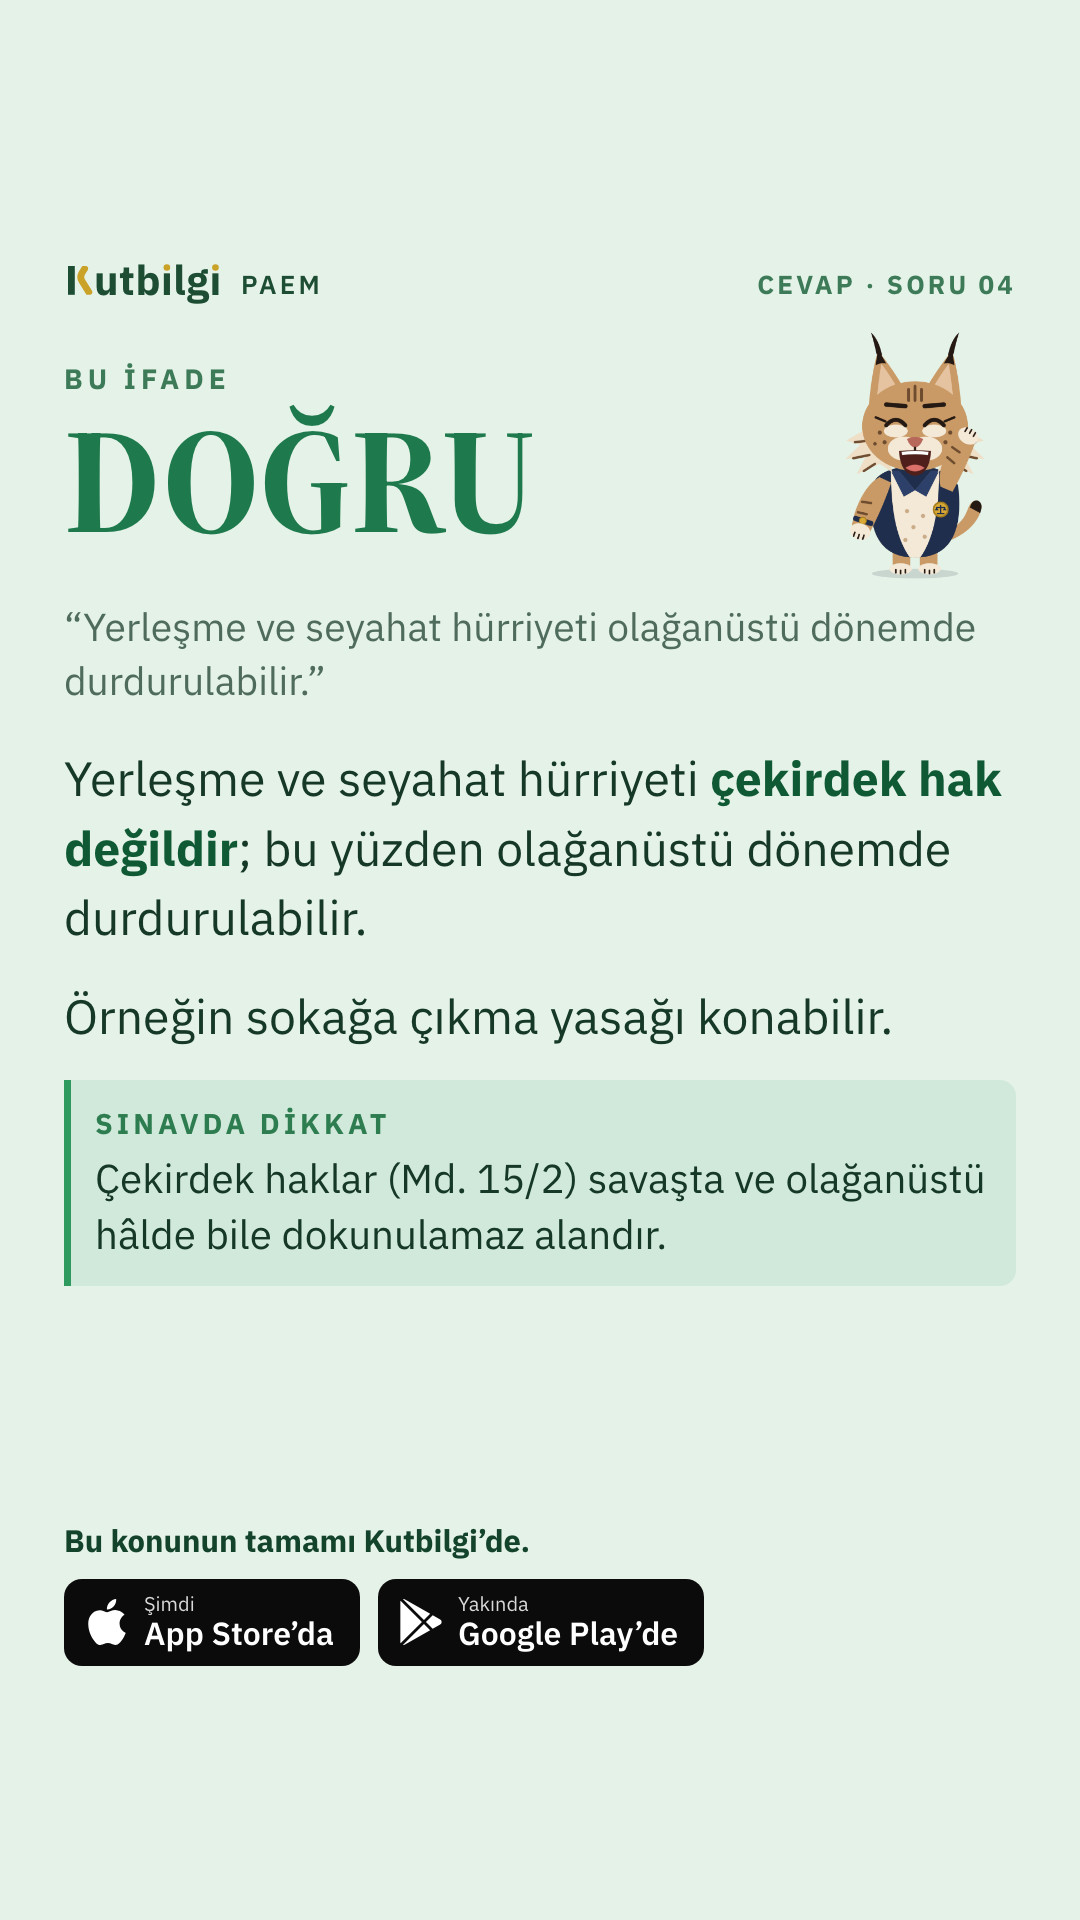 Kutbilgi PAEM
CEVAP · SORU 04
BU İFADE
DOĞRU
“Yerleşme ve seyahat hürriyeti olağanüstü dönemde
durdurulabilir.”
Yerleşme ve seyahat hürriyeti çekirdek hak
değildir; bu yüzden olağanüstü dönemde
durdurulabilir.
Örneğin sokağa çıkma yasağı konabilir.
SINAVDA DİKKAT
Çekirdek haklar (Md. 15/2) savaşta ve olağanüstü
hâlde bile dokunulamaz alandır.
Bu konunun tamamı Kutbilgi’de.
Şimdi
App Store’da
Yakında
Google Play’de